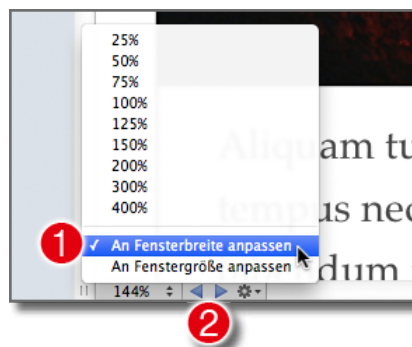 25%
50%
75%
100%
125%
150%
200%
300%
400%
Aliquam tu
1 ✓ An Fensterbreite anpassen
tempus nec
An Fenstergröße anpassen
dum
144%
2